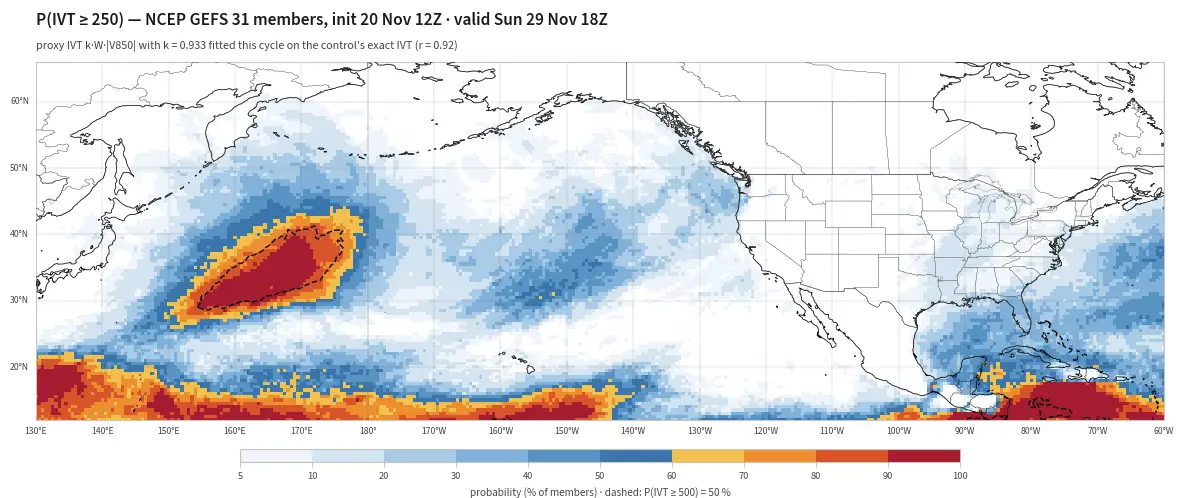 P(IVT ≥ 250) — NCEP GEFS 31 members, init 20 Nov 12Z · valid Sun 29 Nov 18Z
proxy IVT k·W·|V850| with k = 0.933 fitted this cycle on the control's exact IVT (r = 0.92)
60°N
50°N
40°N
30°N
20°N
130°E 140°E 150°E 160°E 170°E 180° 170°W 160°W 150°W 140°W 130°W 120°W 110°W 100°W 90°W 80°W 70°W 60°W
5 10 20 30 40 50 60 70 80 90 100
probability (% of members) · dashed: P(IVT ≥ 500) = 50 %